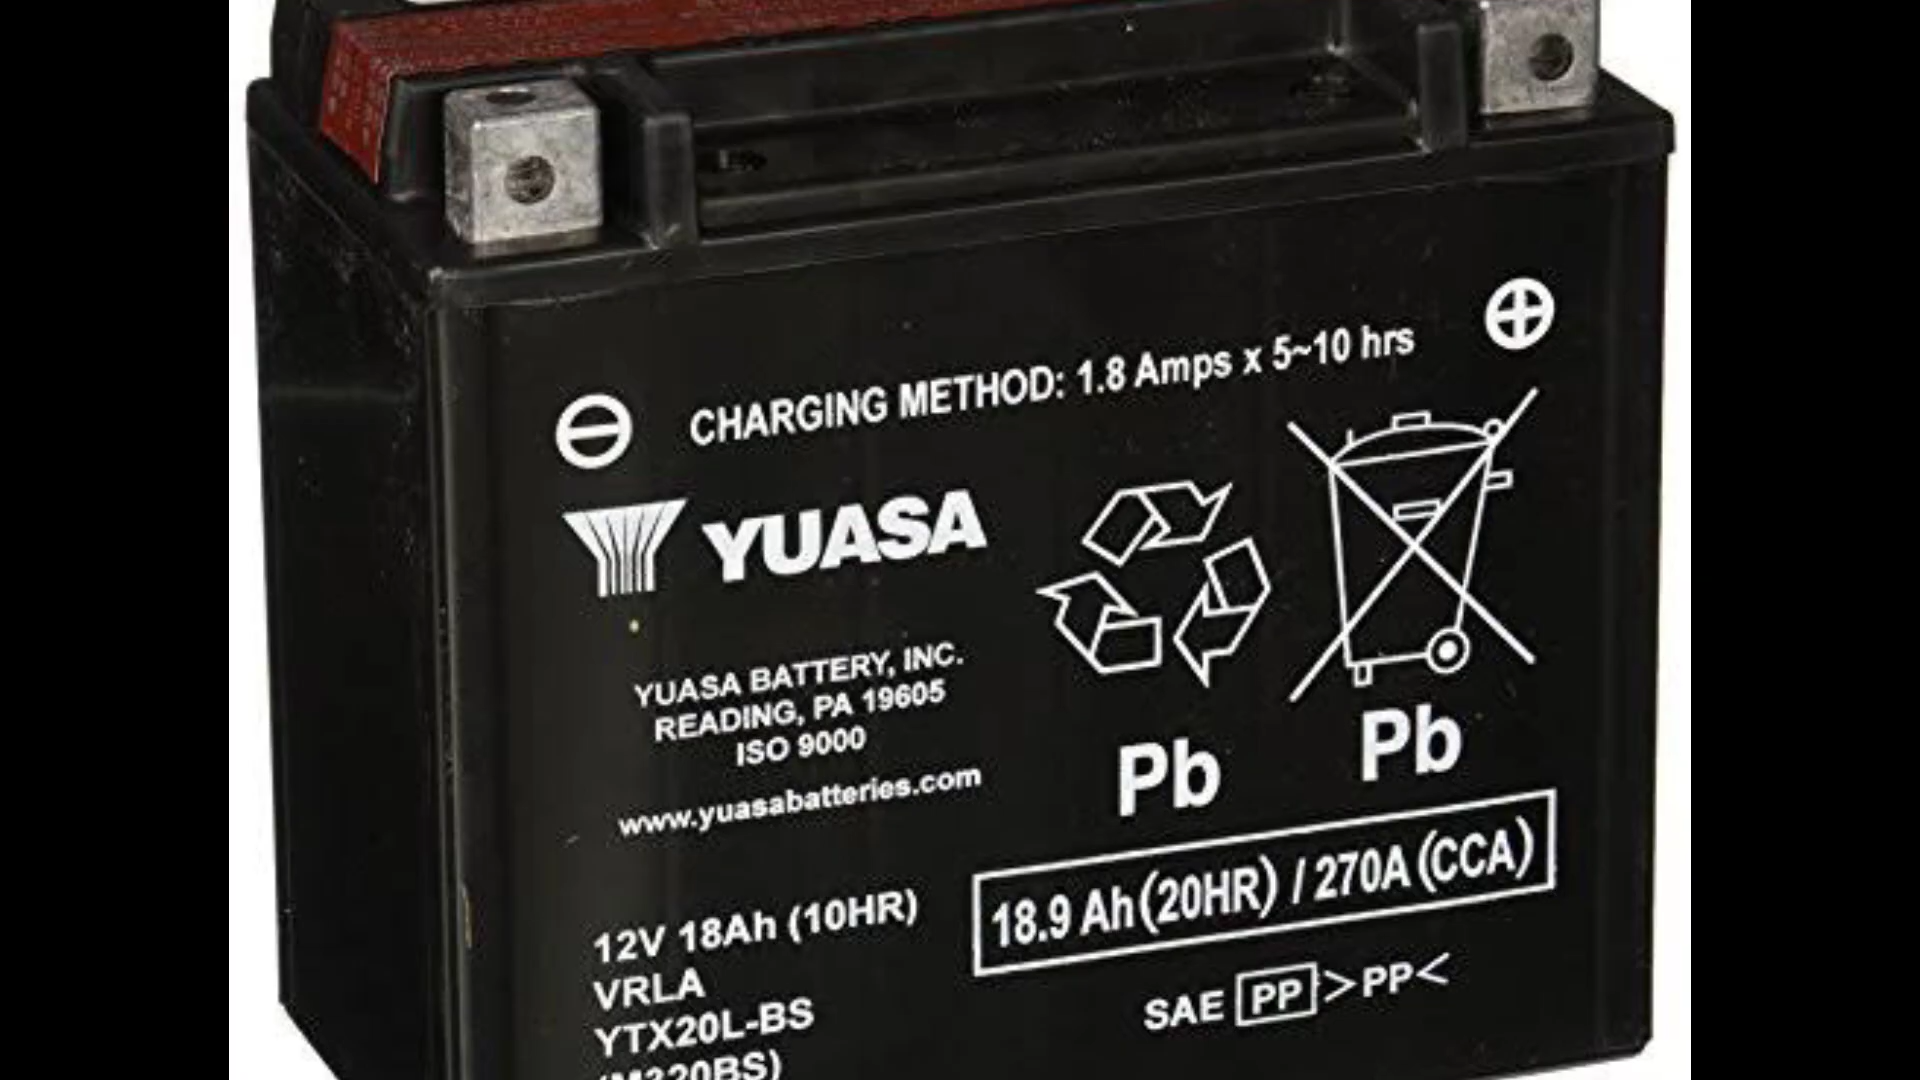 CHARGING METHOD: 1.8 Amps x 5~10 hrs
YUASA
YUASA BATTERY, INC.
READING, PA 19605
ISO 9000
www.yuasabatteries.com
Pb
Pb
18.9 Ah(20HR) / 270A (CCA)
12V 18Ah (10HR)
VRLA
YTX20L-BS
SAE PP >PP<